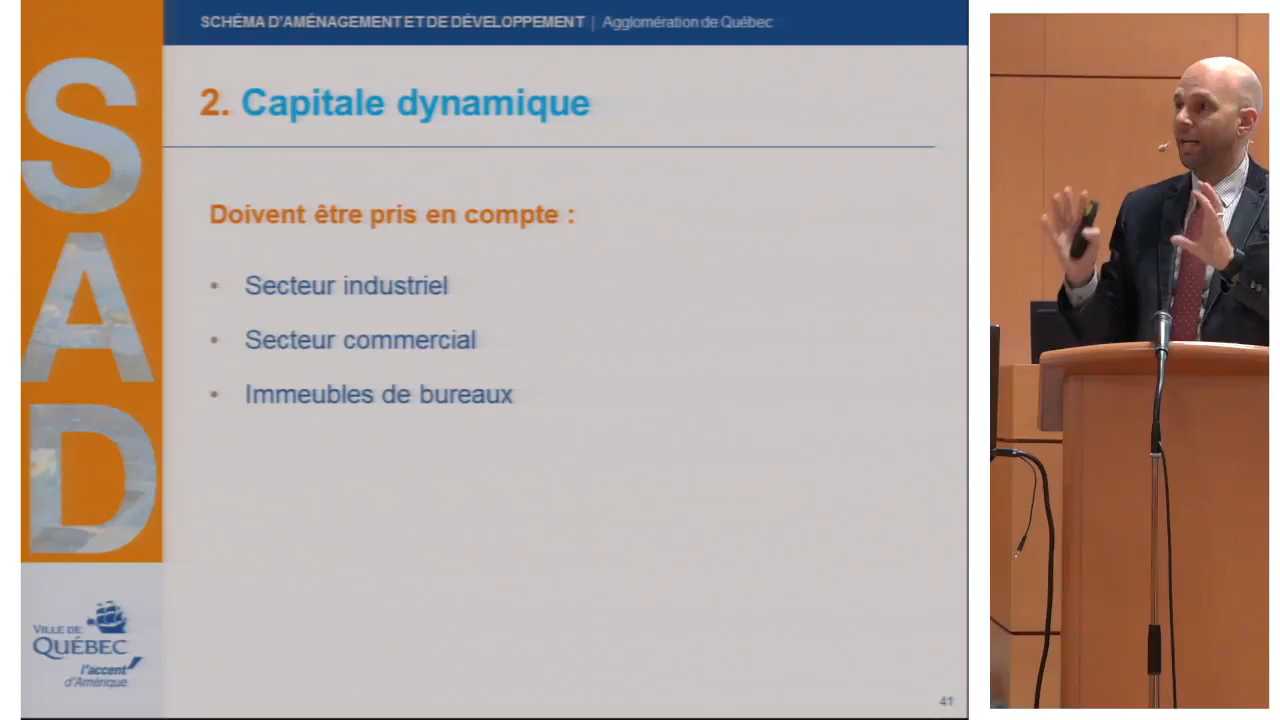 SCHÉMA D'AMÉNAGEMENT ET DE DÉVELOPPEMENT | Agglomération de Québec
SAD
2. Capitale dynamique
Doivent être pris en compte :
• Secteur industriel
• Secteur commercial
• Immeubles de bureaux
VILLE DE
QUÉBEC
l'accent
d'Amérique
41